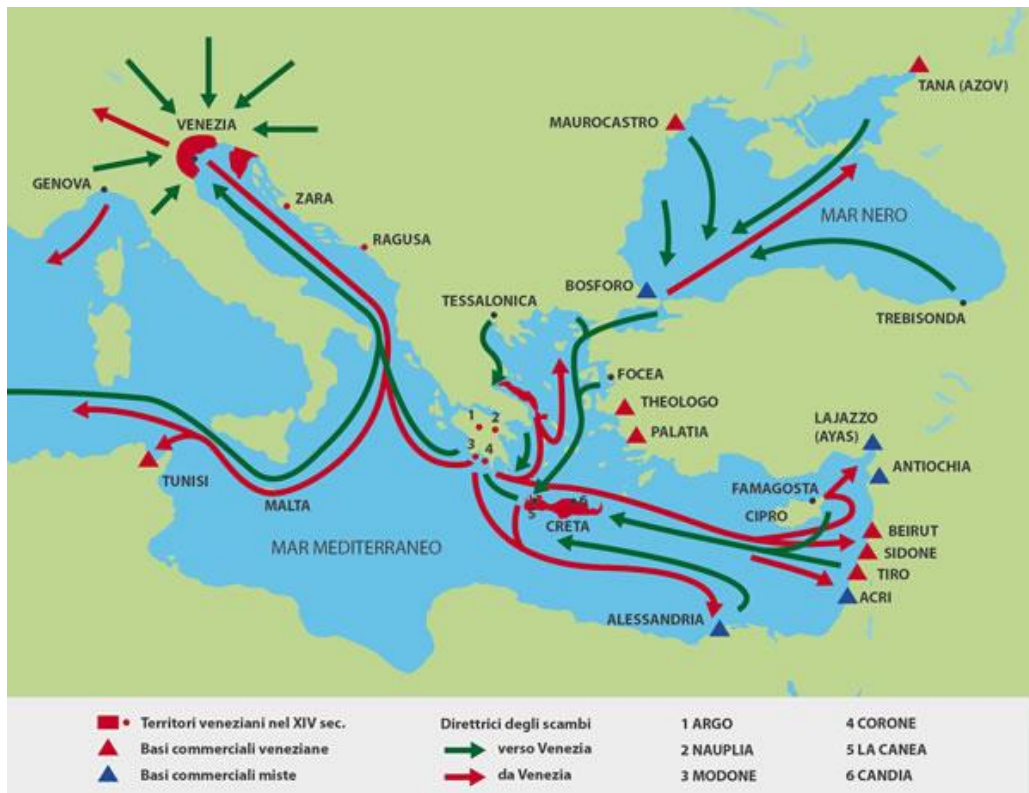 TANA (AZOV)
MAUROCASTRO
VENEZIA
GENOVA
ZARA
MAR NERO
RAGUSA
BOSFORO
TESSALONICA
TREBISONDA
FOCEA
THEOLOGO
1
2
LAJAZZO
(AYAS)
PALATIA
3
4
ANTIOCHIA
TUNISI
FAMAGOSTA
MALTA
5
6
CRETA
CIPRO
BEIRUT
MAR MEDITERRANEO
SIDONE
TIRO
ACRI
ALESSANDRIA
Territori veneziani nel XIV sec.
Basi commerciali veneziane
Basi commerciali miste
Direttrici degli scambi
verso Venezia
da Venezia
1 ARGO
2 NAUPLIA
3 MODONE
4 CORONE
5 LA CANEA
6 CANDIA